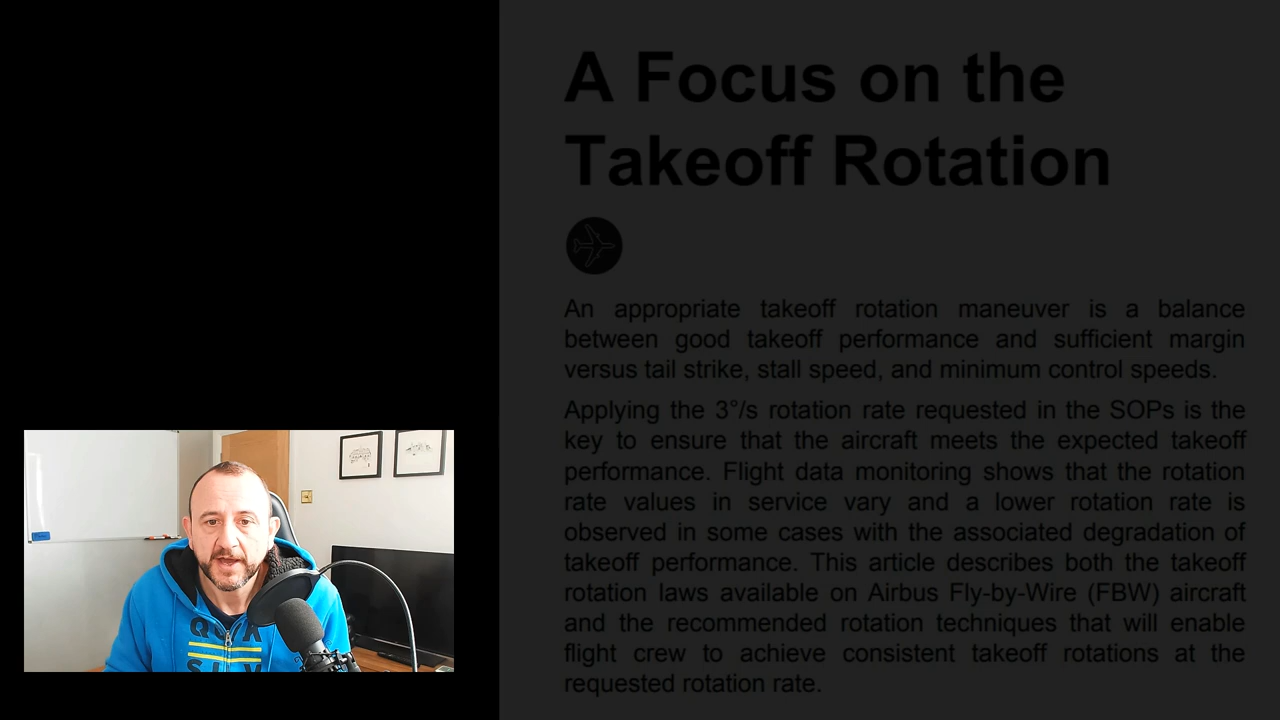 A Focus on the
Takeoff Rotation
An appropriate takeoff rotation maneuver is a balance
between good takeoff performance and sufficient margin
versus tail strike, stall speed, and minimum control speeds.
Applying the 3°/s rotation rate requested in the SOPs is the
key to ensure that the aircraft meets the expected takeoff
performance. Flight data monitoring shows that the rotation
rate values in service vary and a lower rotation rate is
observed in some cases with the associated degradation of
takeoff performance. This article describes both the takeoff
rotation laws available on Airbus Fly-by-Wire (FBW) aircraft
and the recommended rotation techniques that will enable
flight crew to achieve consistent takeoff rotations at the
requested rotation rate.